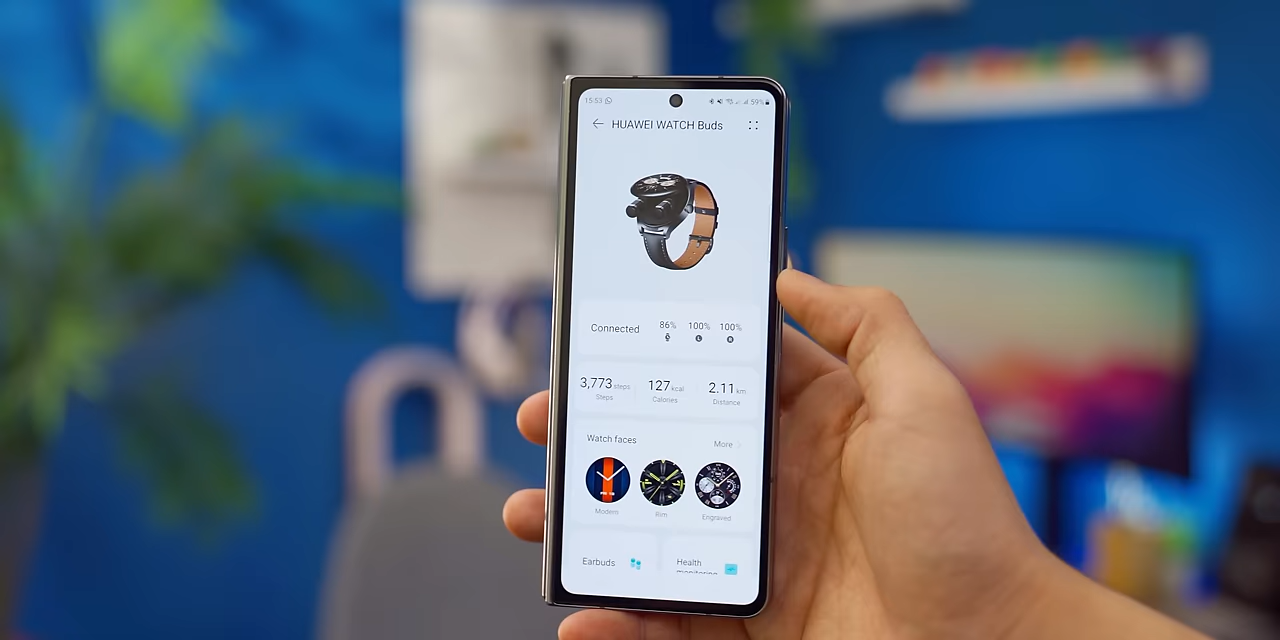 15:53 59%
HUAWEI WATCH Buds
Connected 86% 100% 100%
L R
3,773 steps 127 kcal 2.11 km
Steps Calories Distance
Watch faces More
Modern Rim Engraved
Earbuds Health
monitoring